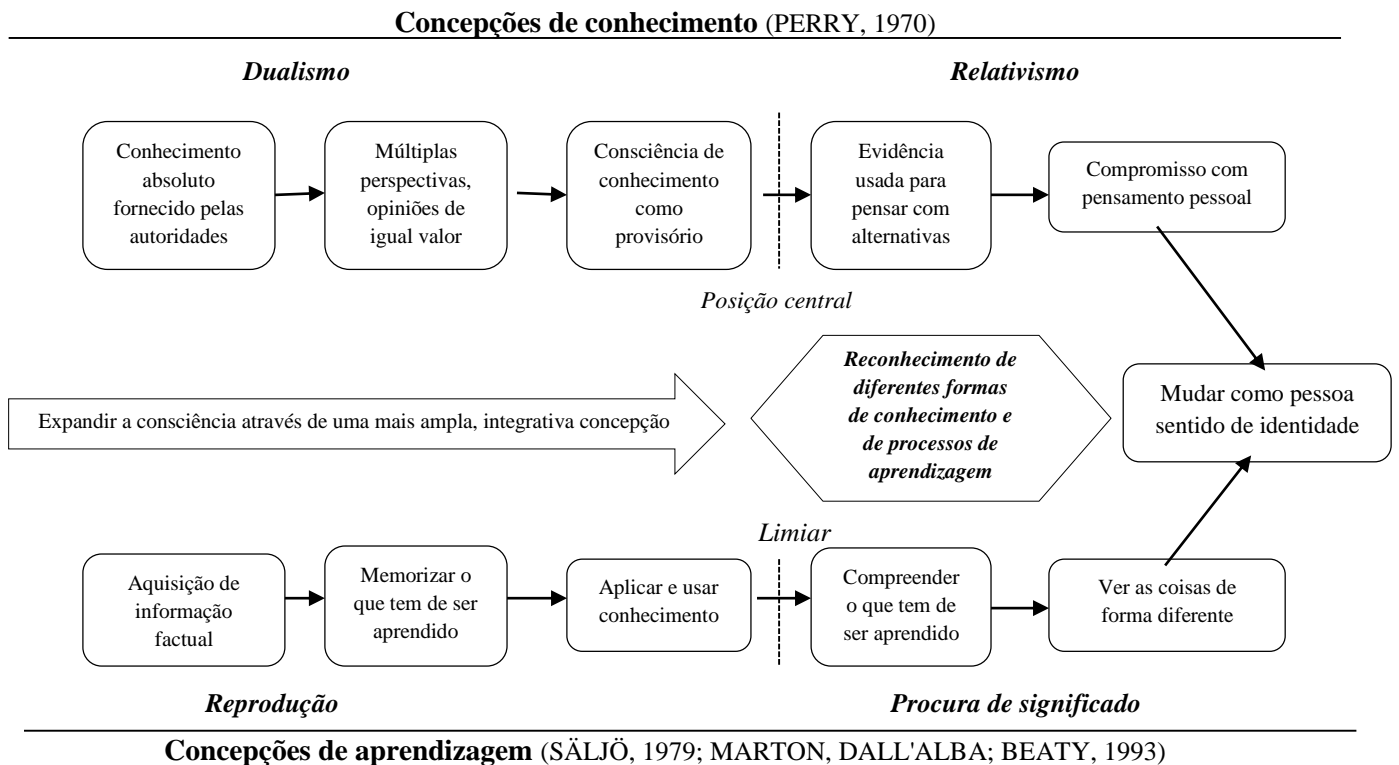 Concepções de conhecimento (PERRY, 1970)
Dualismo
Relativismo
Conhecimento
absoluto
fornecido pelas
autoridades
Múltiplas
perspectivas,
opiniões de
igual valor
Consciência de
conhecimento
como
provisório
Evidência
usada para
pensar com
alternativas
Compromisso com
pensamento pessoal
Posição central
Expandir a consciência através de uma mais ampla, integrativa concepção
Reconhecimento de
diferentes formas
de conhecimento e
de processos de
aprendizagem
Mudar como pessoa
sentido de identidade
Limiar
Aquisição de
informação
factual
Memorizar o
que tem de ser
aprendido
Aplicar e usar
conhecimento
Compreender
o que tem de
ser aprendido
Ver as coisas de
forma diferente
Reprodução
Procura de significado
Concepções de aprendizagem (SÄLJÖ, 1979; MARTON, DALL'ALBA; BEATY, 1993)